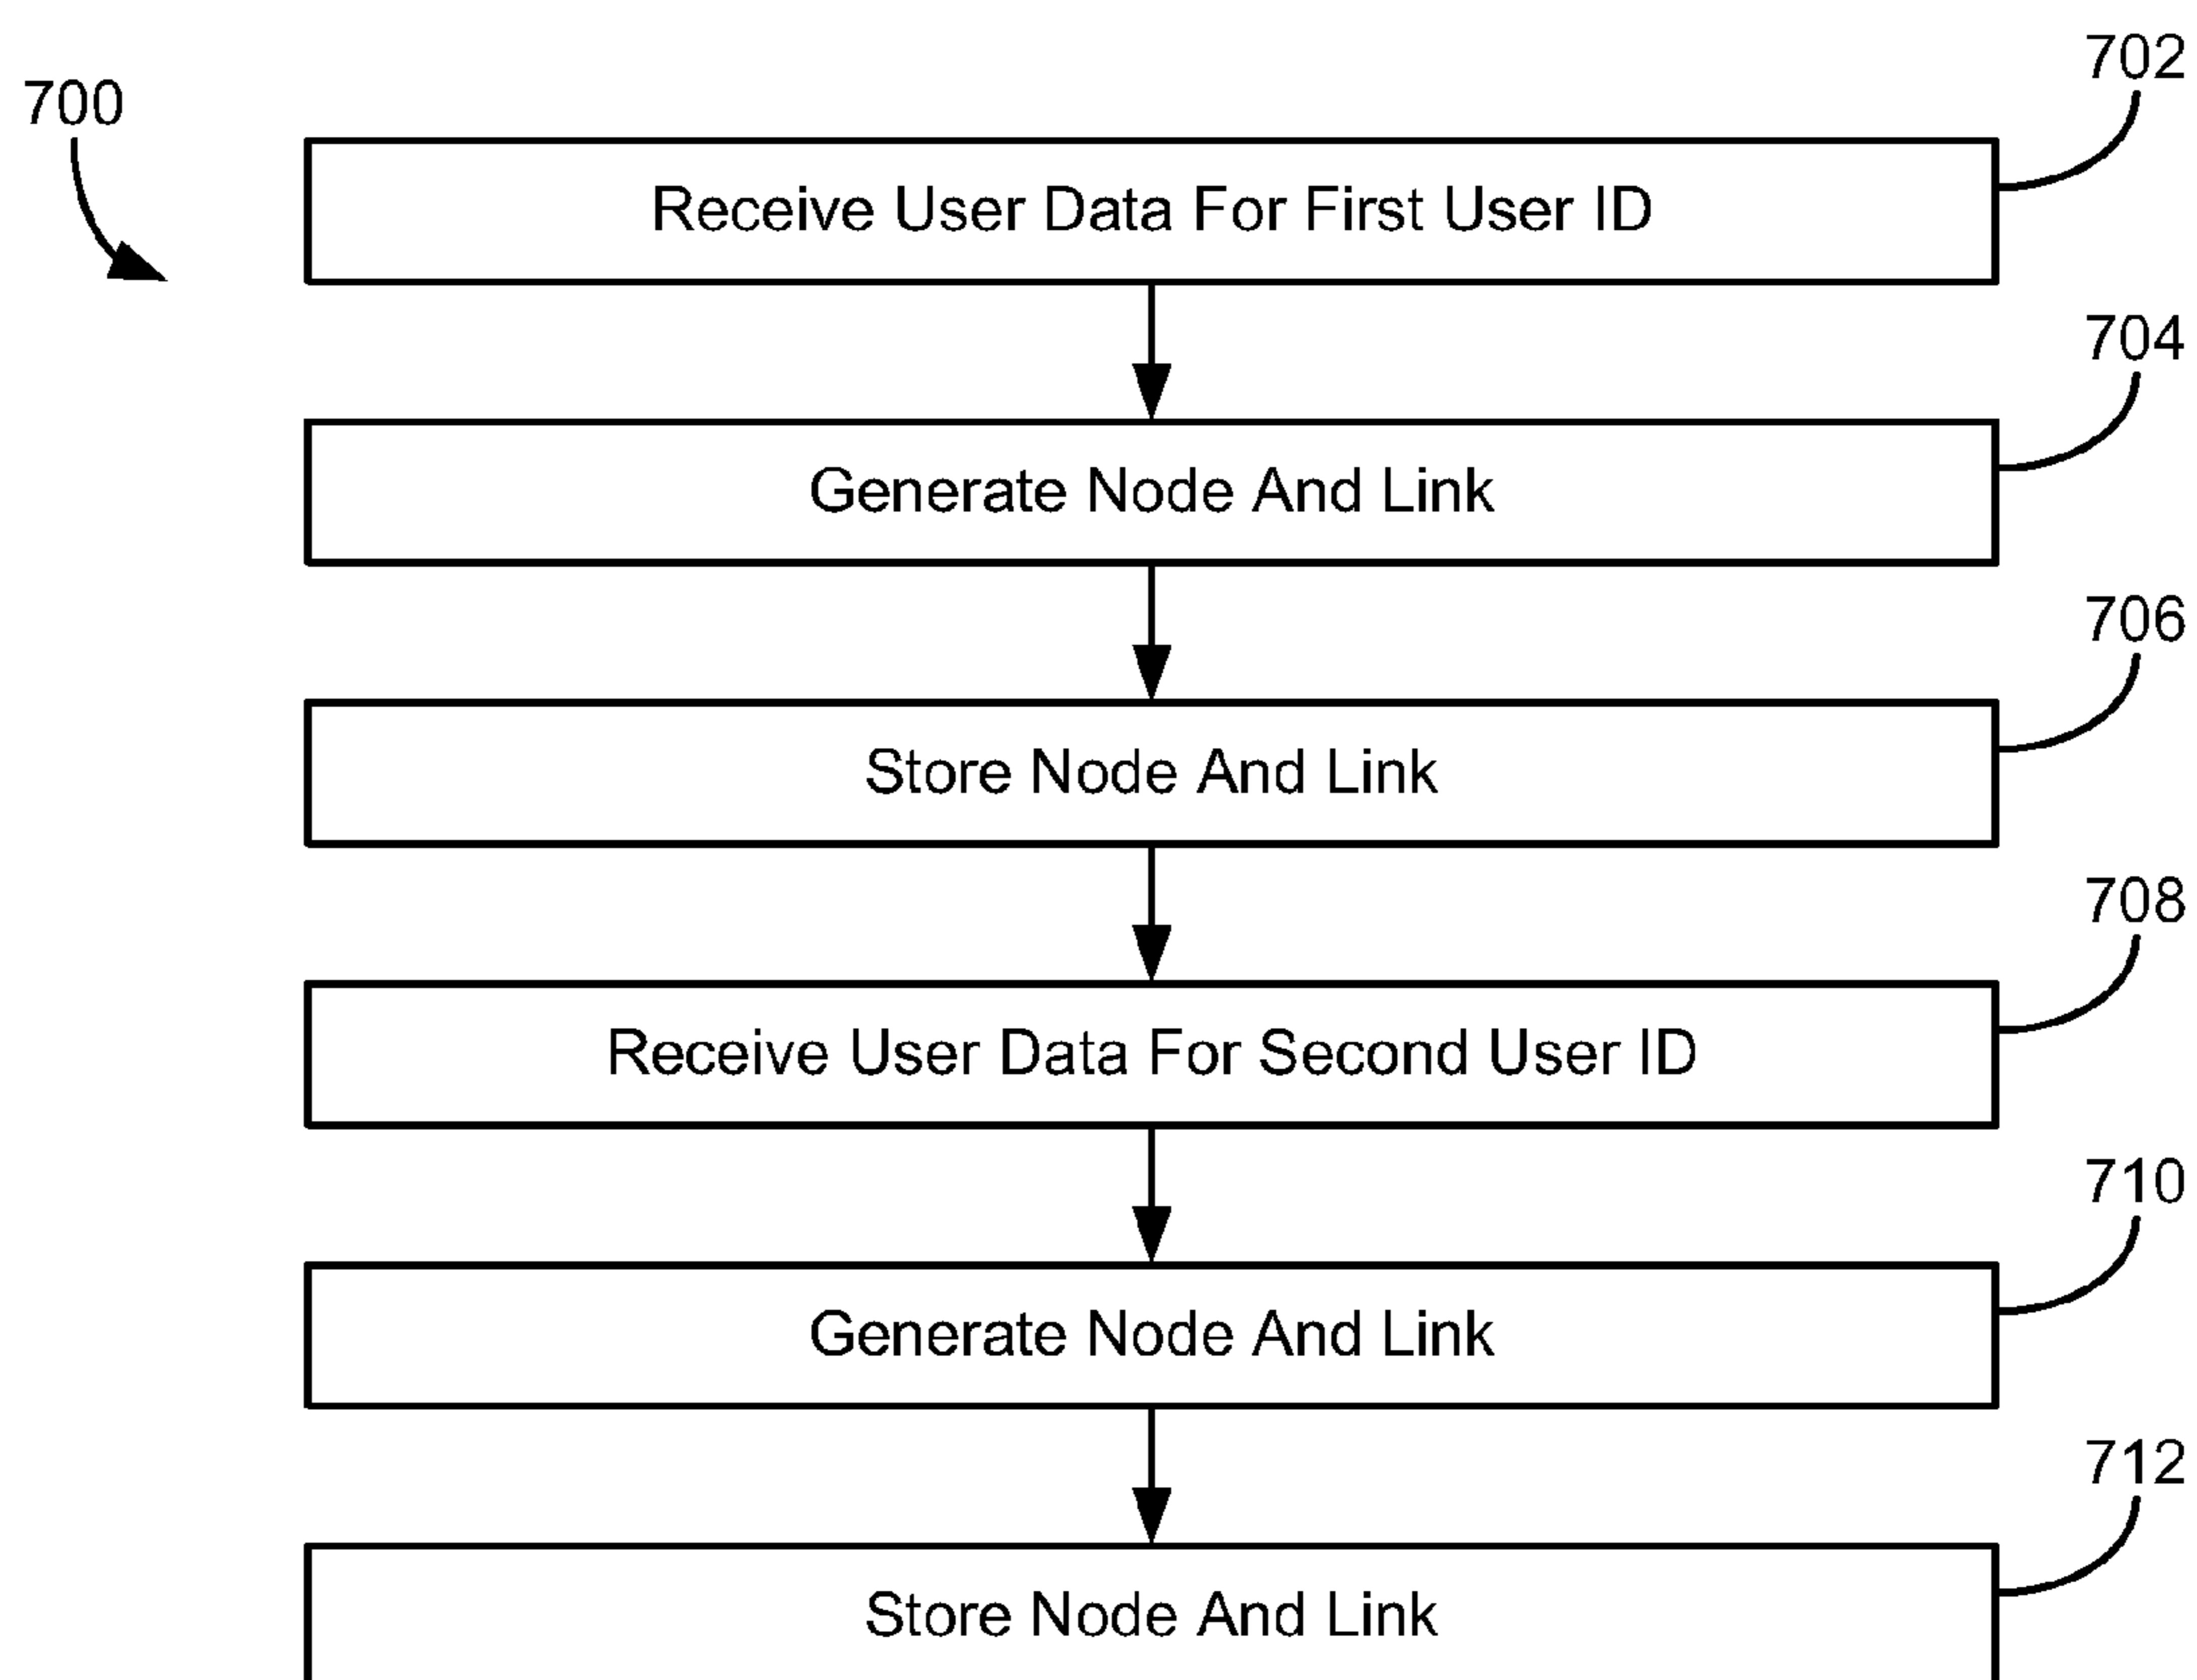 700
702
Receive User Data For First User ID
704
Generate Node And Link
706
Store Node And Link
708
Receive User Data For Second User ID
710
Generate Node And Link
712
Store Node And Link